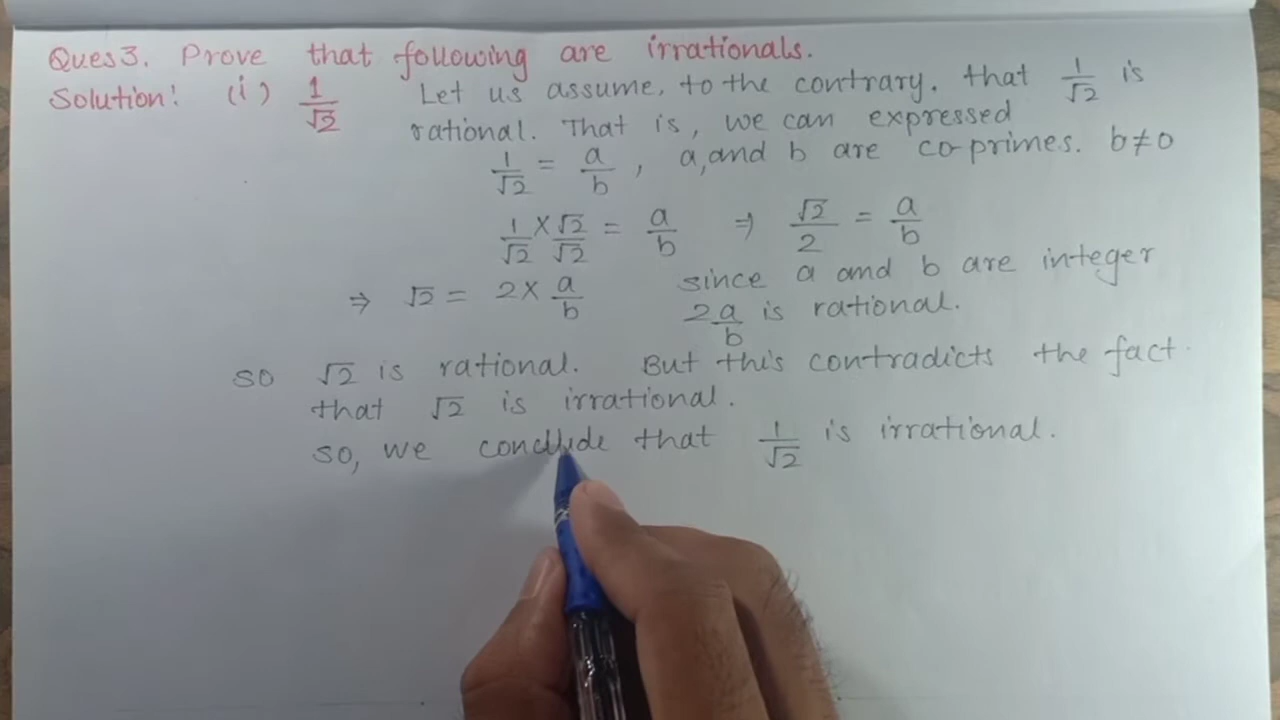 Ques 3. Prove that following are irrationals.
Solution: (i) 1/√2 Let us assume, to the contrary. that 1/√2 is
rational. That is, we can expressed
1/√2 = a/b , a, and b are co-primes. b≠0
1/√2 × √2/√2 = a/b ⇒ √2/2 = a/b
⇒ √2 = 2 × a/b since a and b are integer
2a/b is rational.
so √2 is rational. But this contradicts the fact.
that √2 is irrational.
so, we conclude that 1/√2 is irrational.